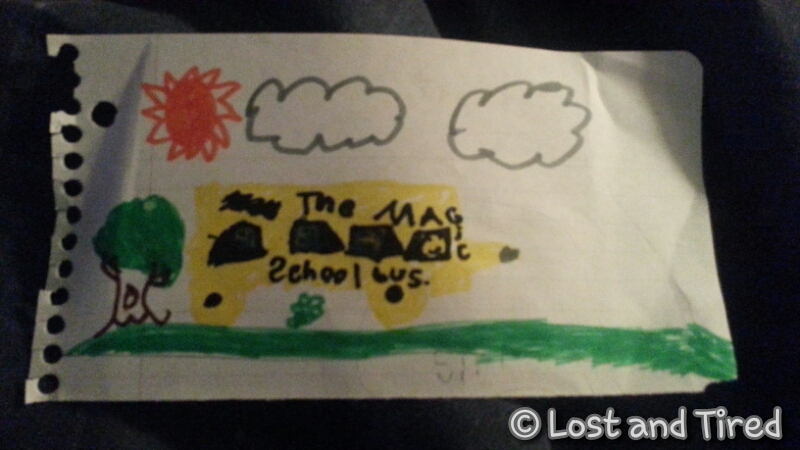 The MAGic
School bus.
© Lost and Tired